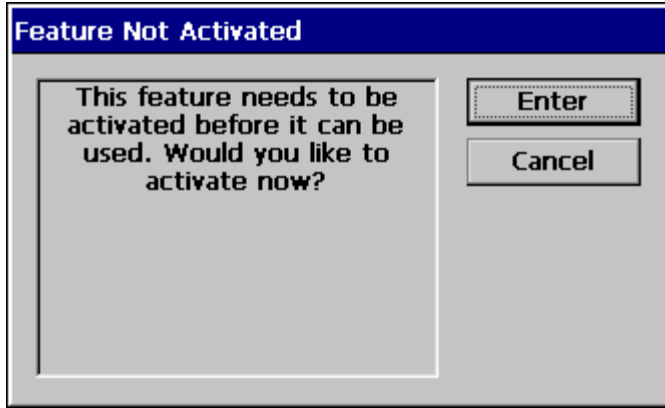 Feature Not Activated
This feature needs to be
activated before it can be
used. Would you like to
activate now?
Enter
Cancel